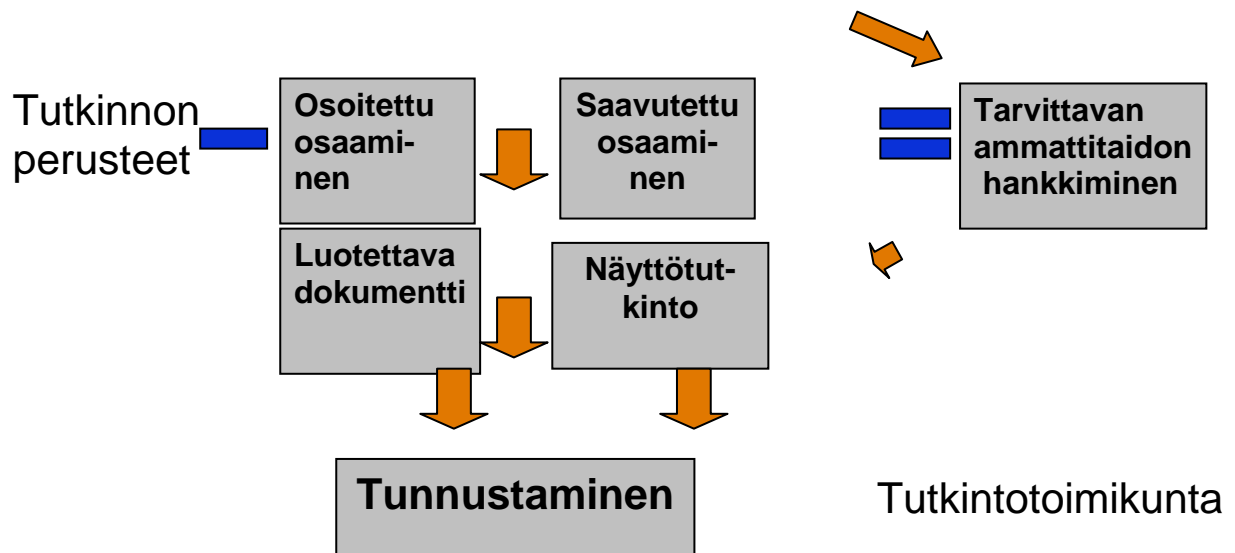 Tutkinnon
perusteet
Osoitettu
osaami-
nen
Saavutettu
osaami-
nen
Tarvittavan
ammattitaidon
hankkiminen
Luotettava
dokumentti
Näyttötut-
kinto
Tunnustaminen
Tutkintotoimikunta